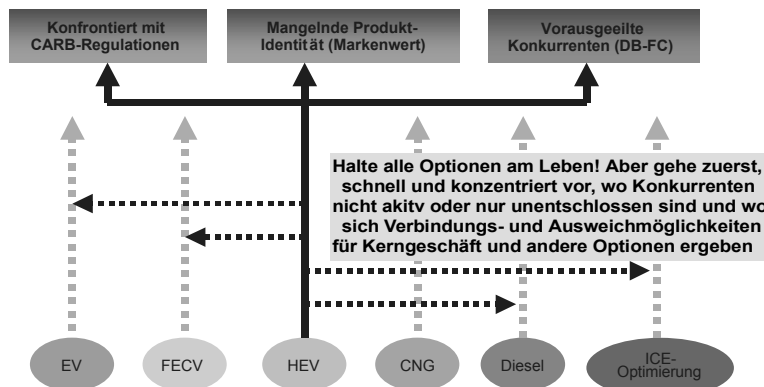 Konfrontiert mit
CARB-Regulationen
Mangelnde Produkt-
Identität (Markenwert)
Vorausgeeilte
Konkurrenten (DB-FC)
Halte alle Optionen am Leben! Aber gehe zuerst,
schnell und konzentriert vor, wo Konkurrenten
nicht akitv oder nur unentschlossen sind und wo
sich Verbindungs- und Ausweichmöglichkeiten
für Kerngeschäft und andere Optionen ergeben
EV
FECV
HEV
CNG
Diesel
ICE-
Optimierung